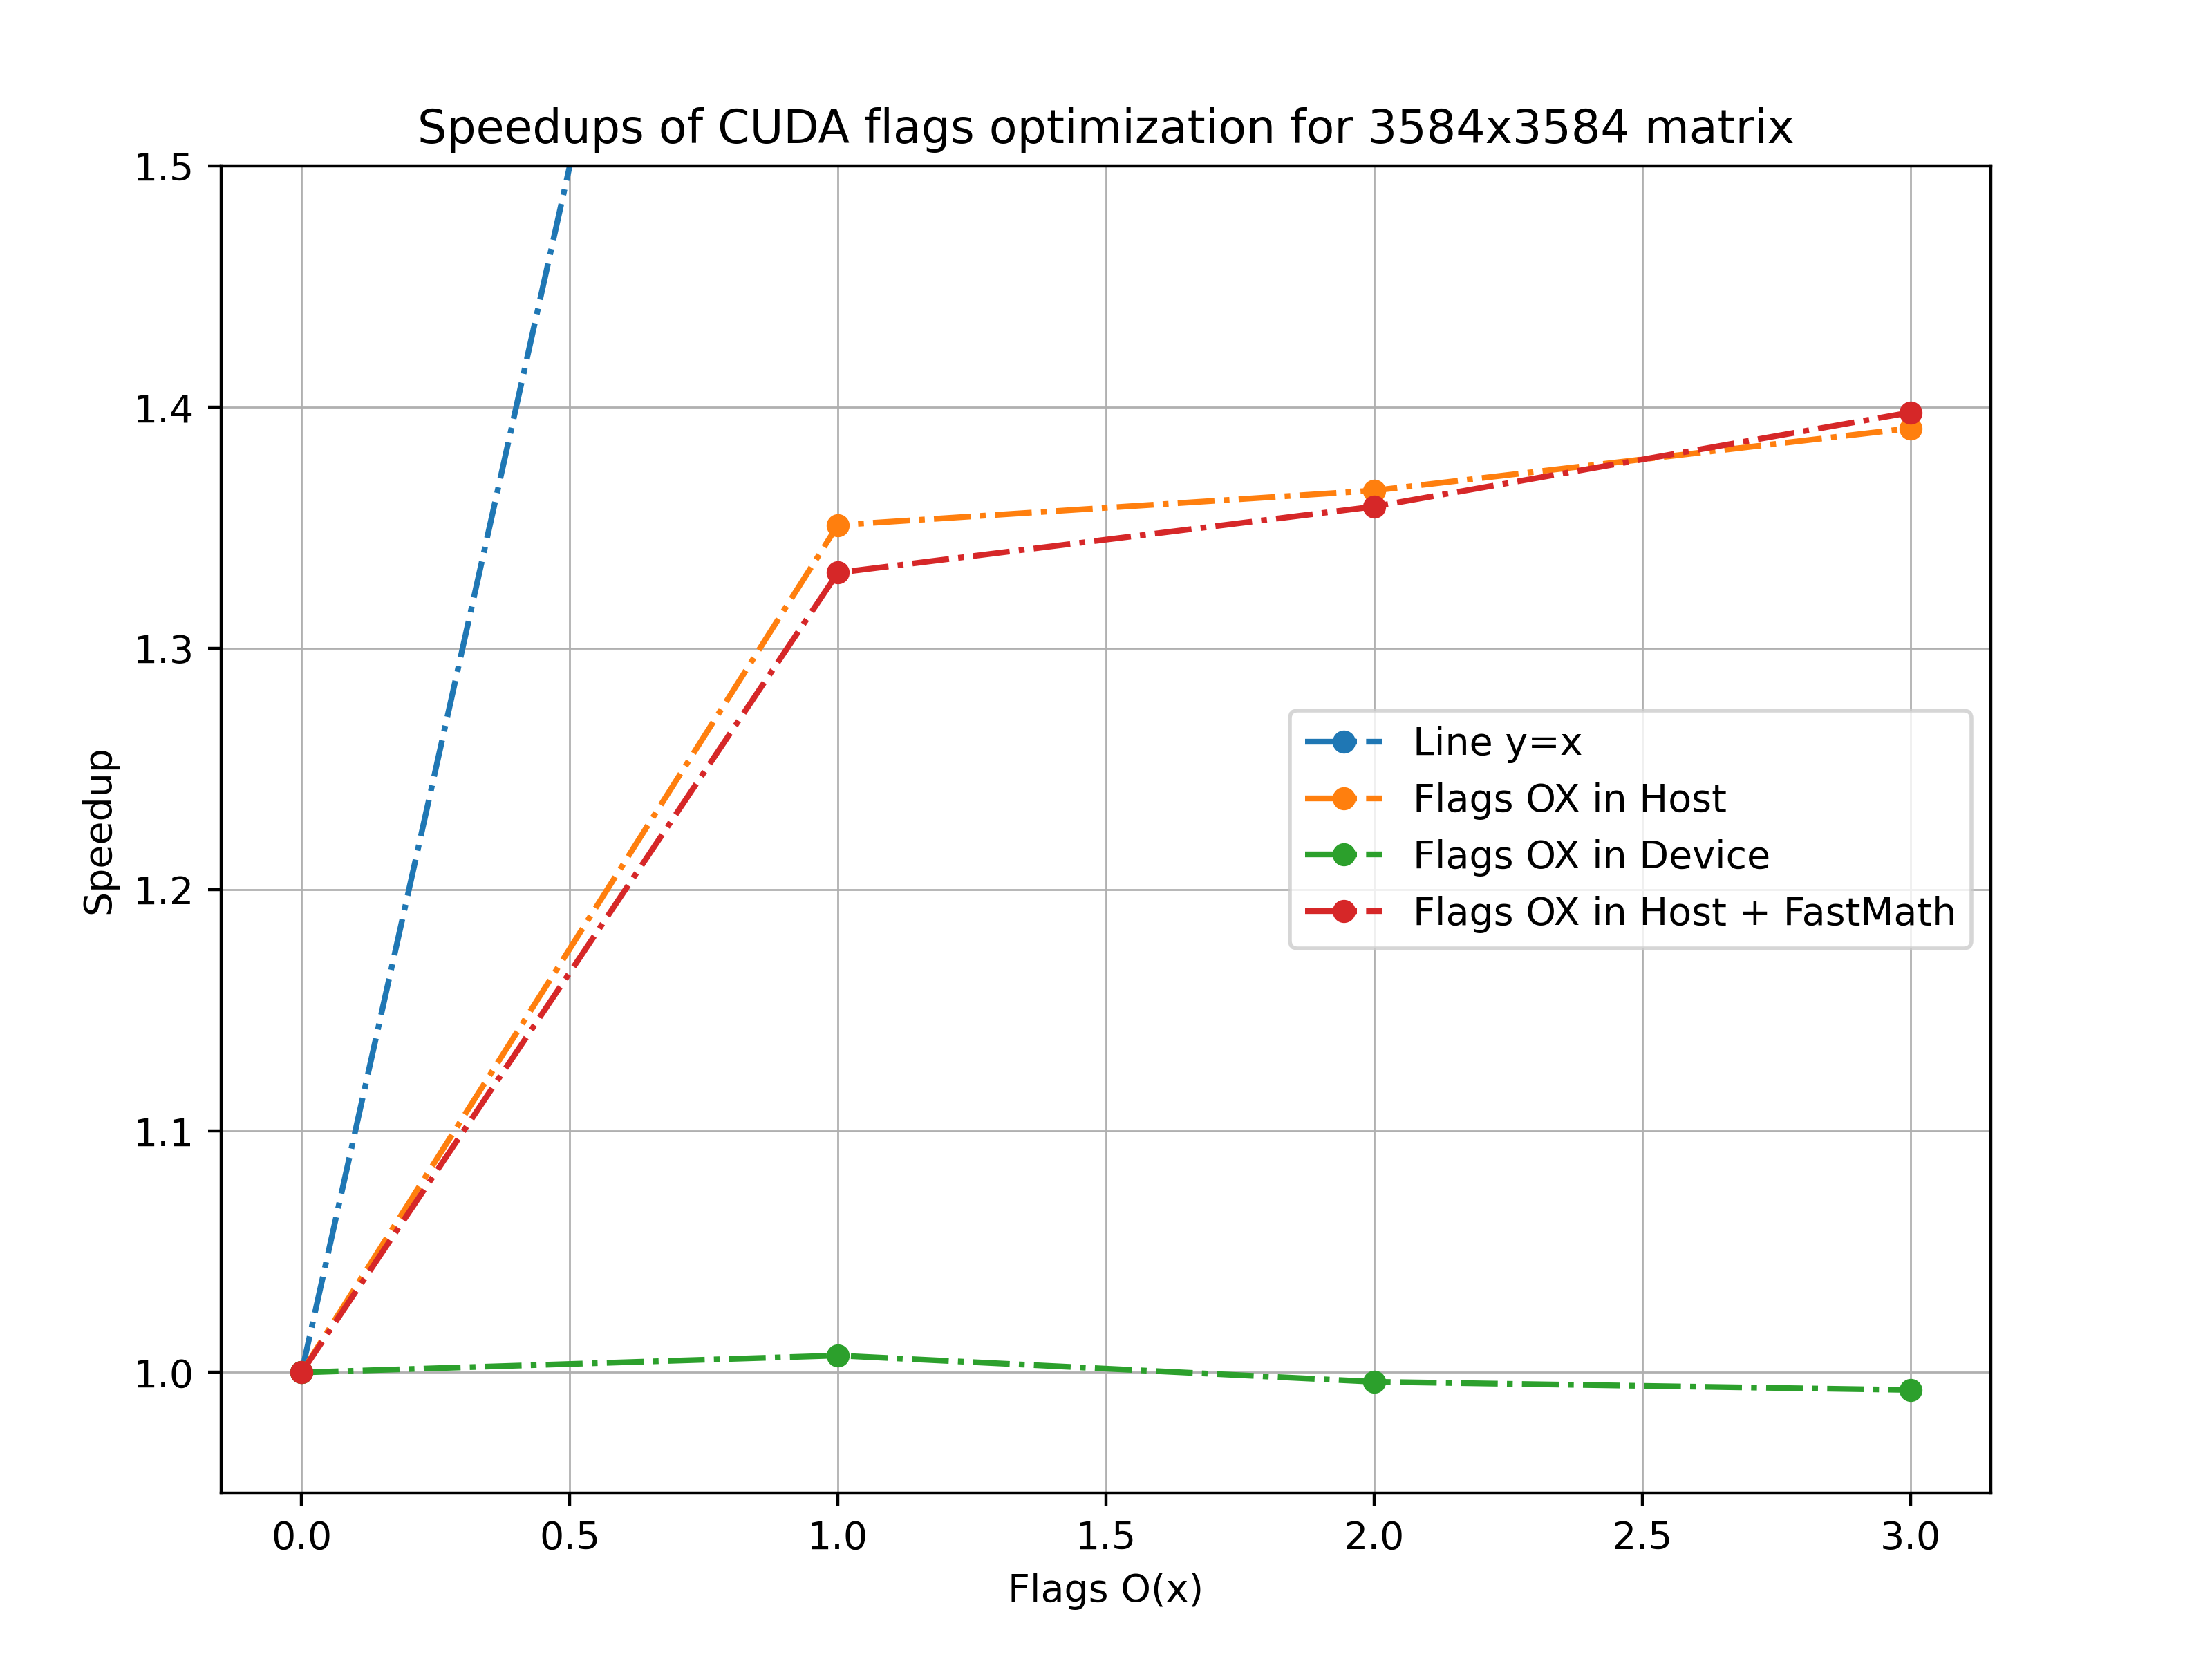 Speedups of CUDA flags optimization for 3584x3584 matrix
1.5
1.4
1.3
1.2
1.1
1.0
Speedup
Line y=x
Flags OX in Host
Flags OX in Device
Flags OX in Host + FastMath
0.0 0.5 1.0 1.5 2.0 2.5 3.0
Flags O(x)